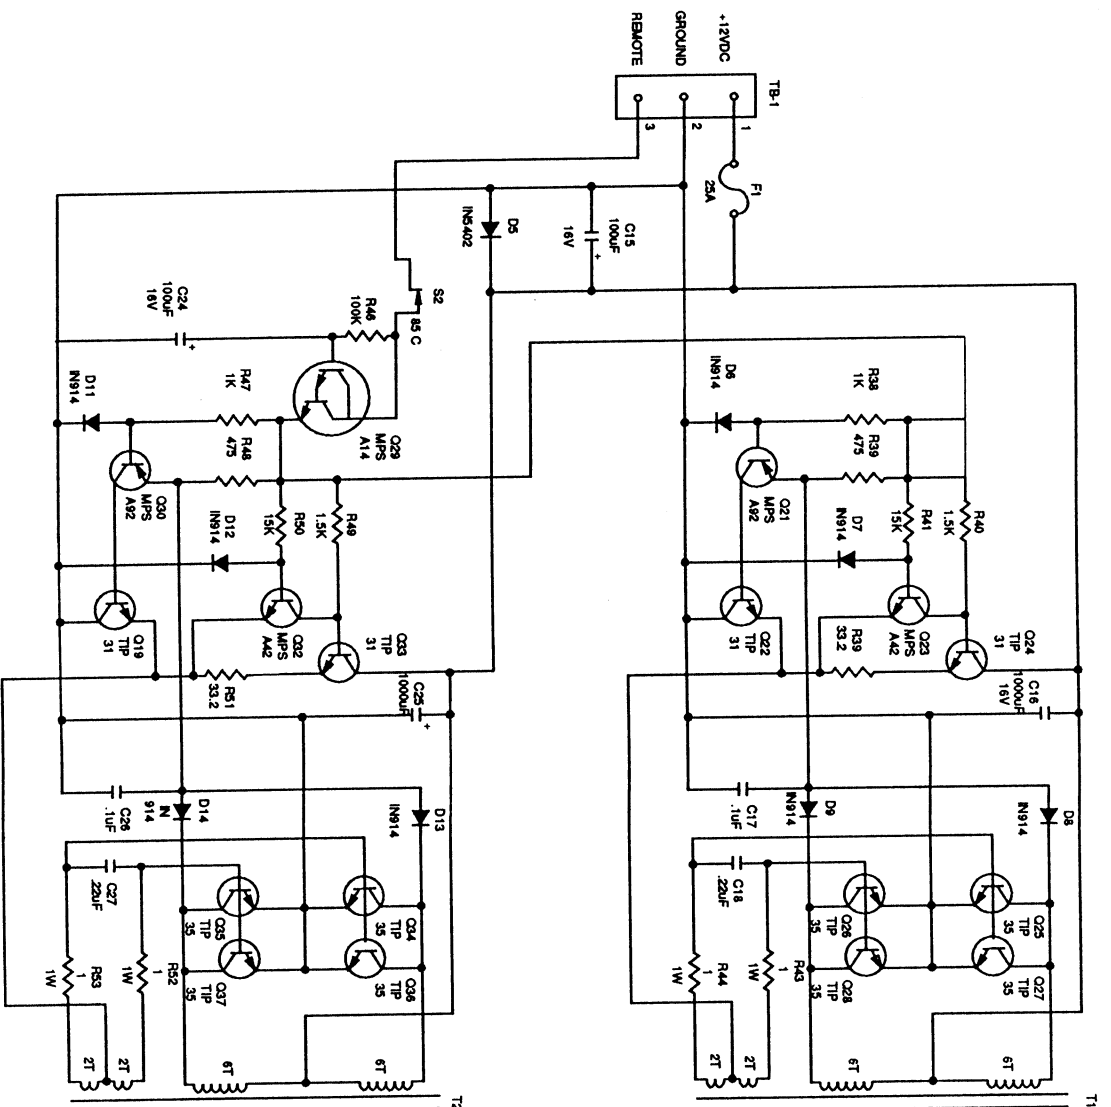 +12VDC
GROUND
REMOTE
TB-1
1
2
3
F1
25A
C15
100uF
16V
+
D5
IN5402
S2
85 C
R46
100K
C24
100uF
16V
+
Q29
MPS
A14
R47
1K
R48
475
D11
IN914
Q30
MPS
A92
R49
1.5K
R50
15K
D12
IN914
Q32
MPS
A42
Q33
TIP
31
Q19
TIP
31
R51
33.2
C25
1000uF
+
C26
.1uF
D14
IN
914
D13
IN914
C27
.22uF
Q35
TIP
35
Q34
TIP
35
Q37
TIP
35
Q36
TIP
35
R52
1
1W
R53
1
1W
2T
2T
6T
6T
T2
R38
1K
R39
475
D6
IN914
Q21
MPS
A92
R40
1.5K
R41
15K
D7
IN914
Q23
MPS
A42
Q24
TIP
31
Q22
TIP
31
R39
33.2
C16
1000uF
16V
C17
.1uF
D9
IN914
D8
IN914
C18
.22uF
Q26
TIP
35
Q25
TIP
35
Q28
TIP
35
Q27
TIP
35
R43
1
1W
R44
1
1W
2T
2T
6T
6T
T1